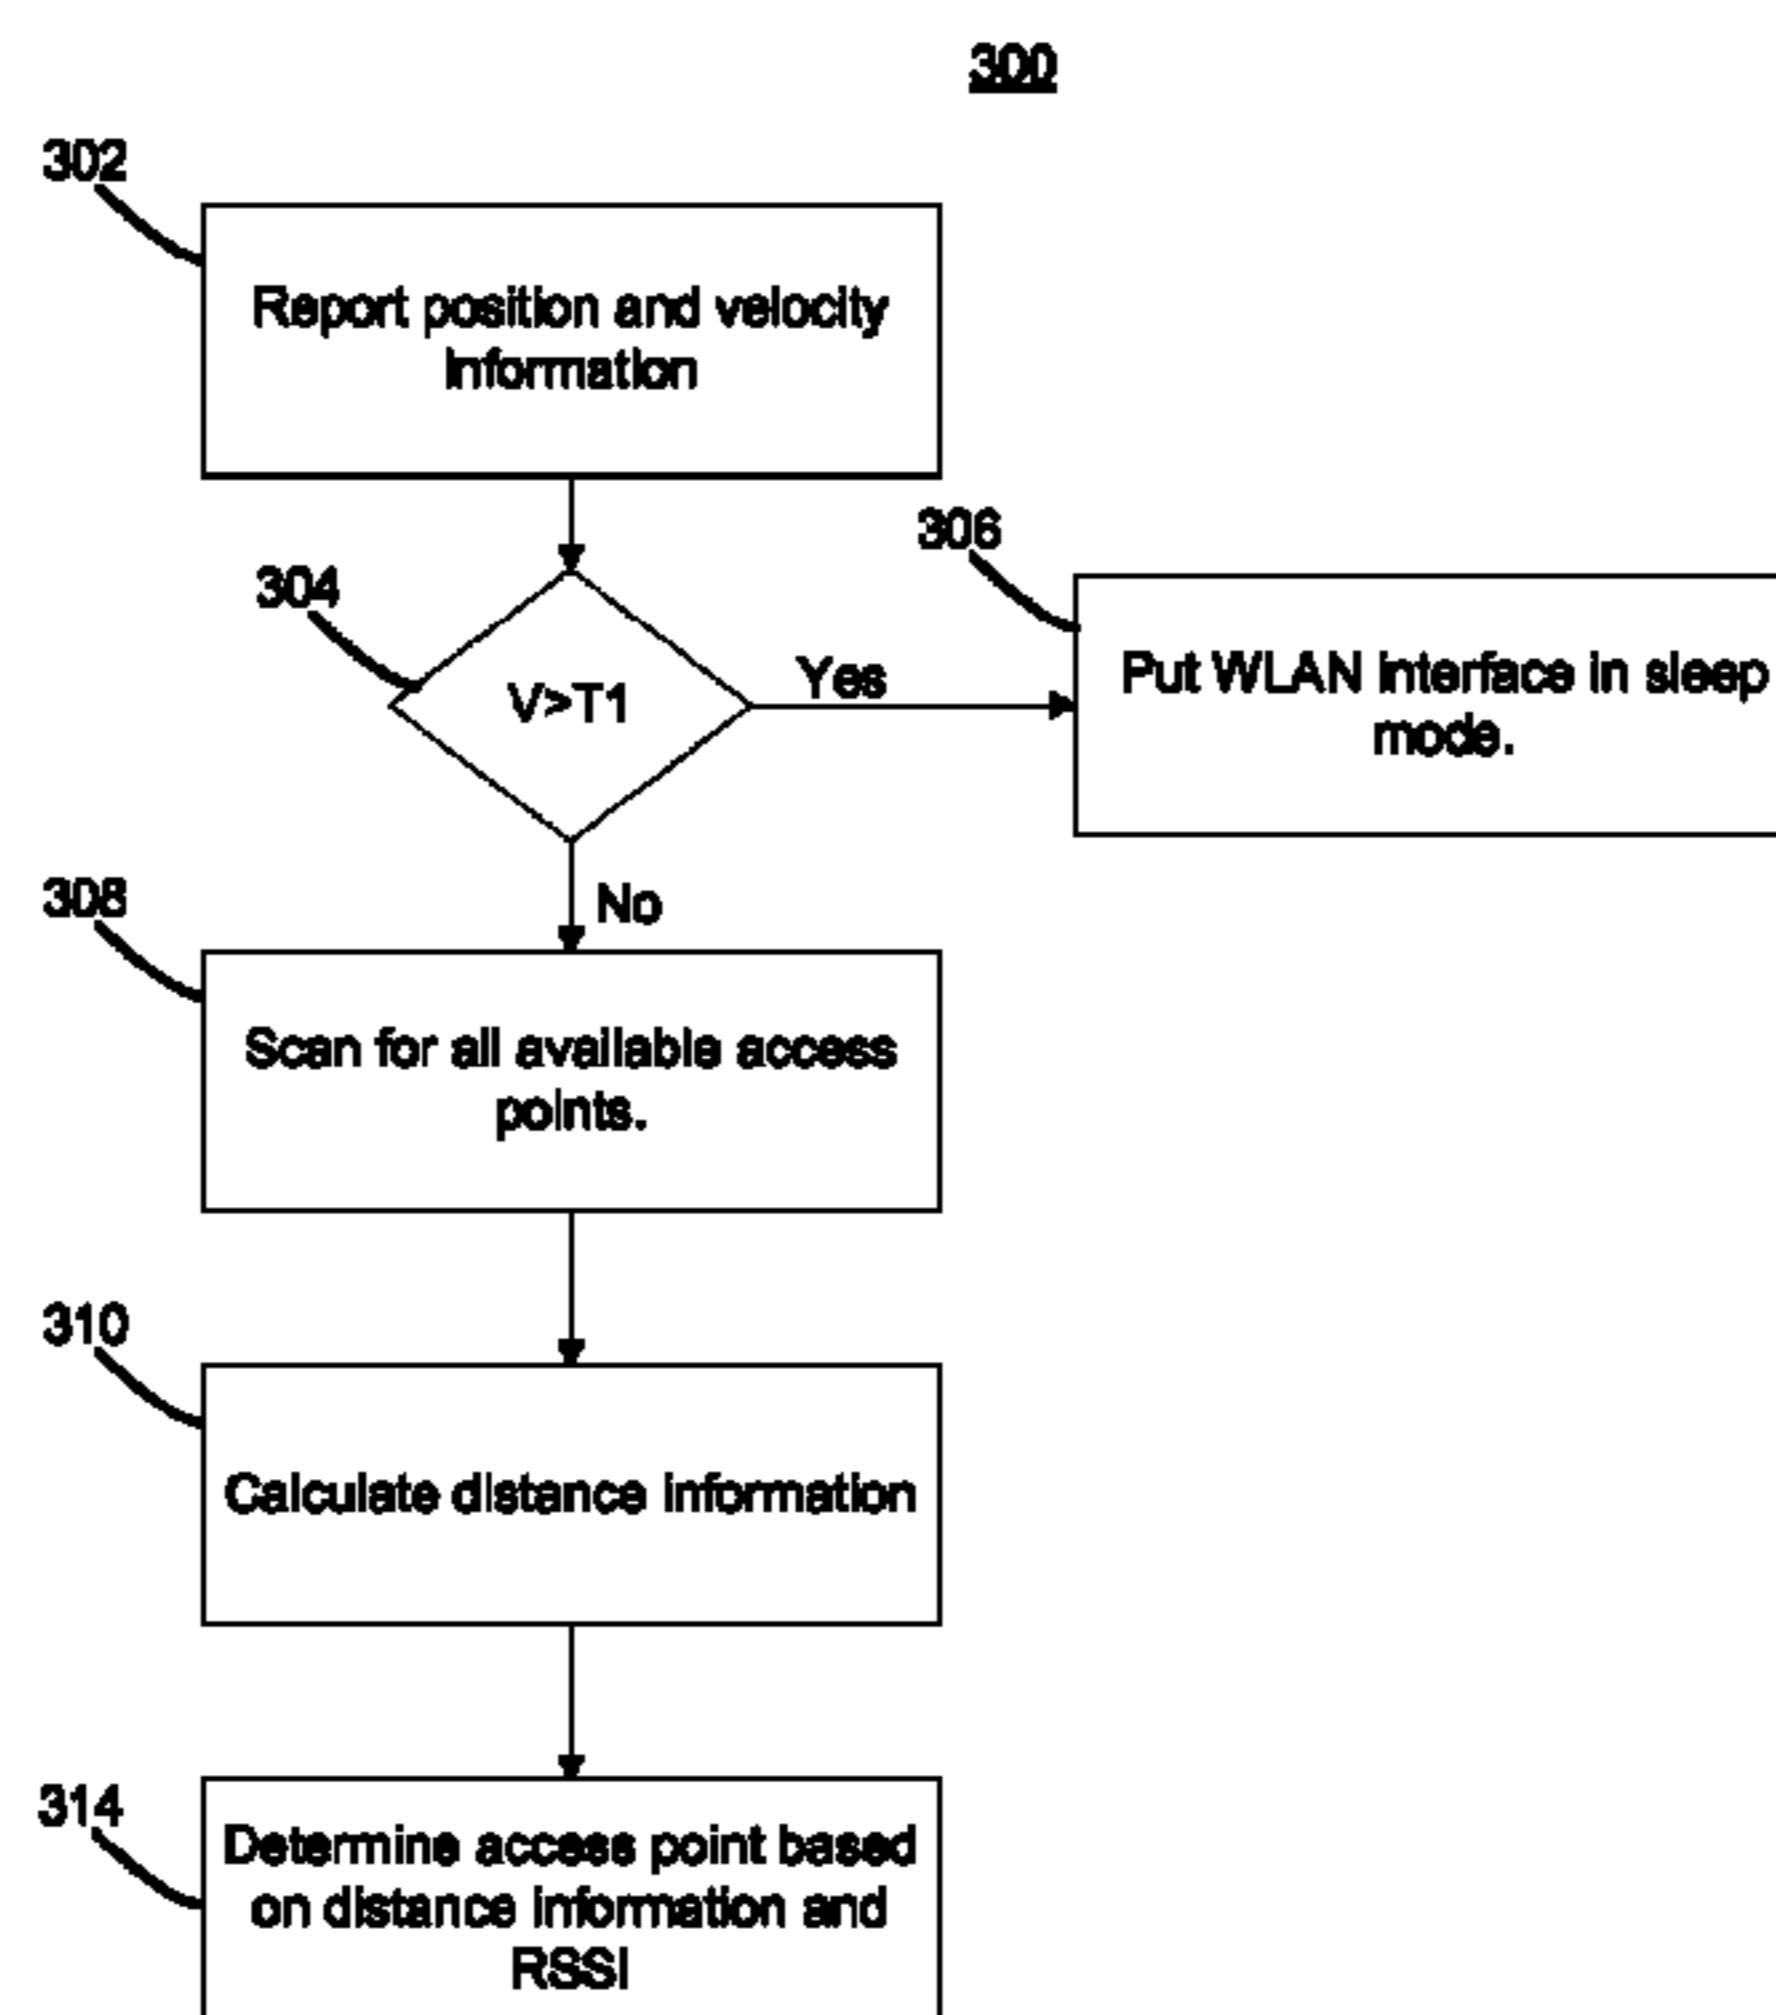 300
302
Report position and velocity
information
304
V>T1
Yes
306
Put WLAN interface in sleep
mode.
No
308
Scan for all available access
points.
310
Calculate distance information
314
Determine access point based
on distance information and
RSSI